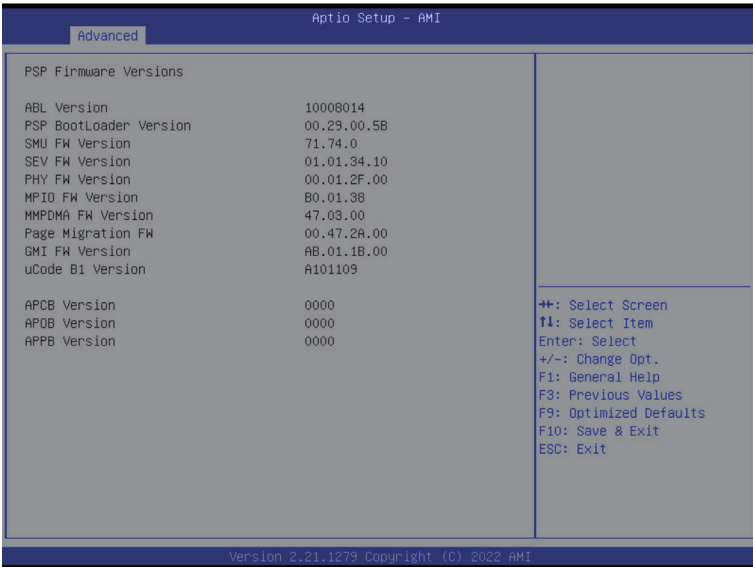 Aptio Setup - AMI
Advanced
PSP Firmware Versions
ABL Version 10008014
PSP BootLoader Version 00.29.00.5B
SMU FW Version 71.74.0
SEV FW Version 01.01.34.10
PHY FW Version 00.01.2F.00
MPIO FW Version B0.01.38
MMPDMA FW Version 47.03.00
Page Migration FW 00.47.2A.00
GMI FW Version AB.01.1B.00
uCode B1 Version A101109
APCB Version 0000
APOB Version 0000
APPB Version 0000
→←: Select Screen
↑↓: Select Item
Enter: Select
+/-: Change Opt.
F1: General Help
F3: Previous Values
F9: Optimized Defaults
F10: Save & Exit
ESC: Exit
Version 2.21.1279 Copyright (C) 2022 AMI